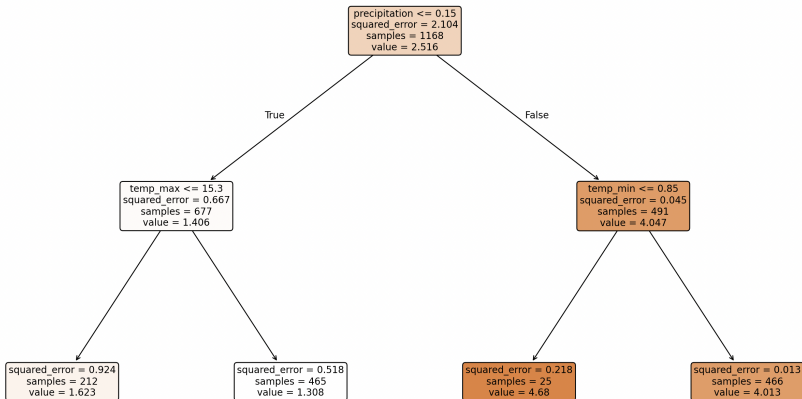 precipitation <= 0.15
squared_error = 2.104
samples = 1168
value = 2.516
True
False
temp_max <= 15.3
squared_error = 0.667
samples = 677
value = 1.406
temp_min <= 0.85
squared_error = 0.045
samples = 491
value = 4.047
squared_error = 0.924
samples = 212
value = 1.623
squared_error = 0.518
samples = 465
value = 1.308
squared_error = 0.218
samples = 25
value = 4.68
squared_error = 0.013
samples = 466
value = 4.013